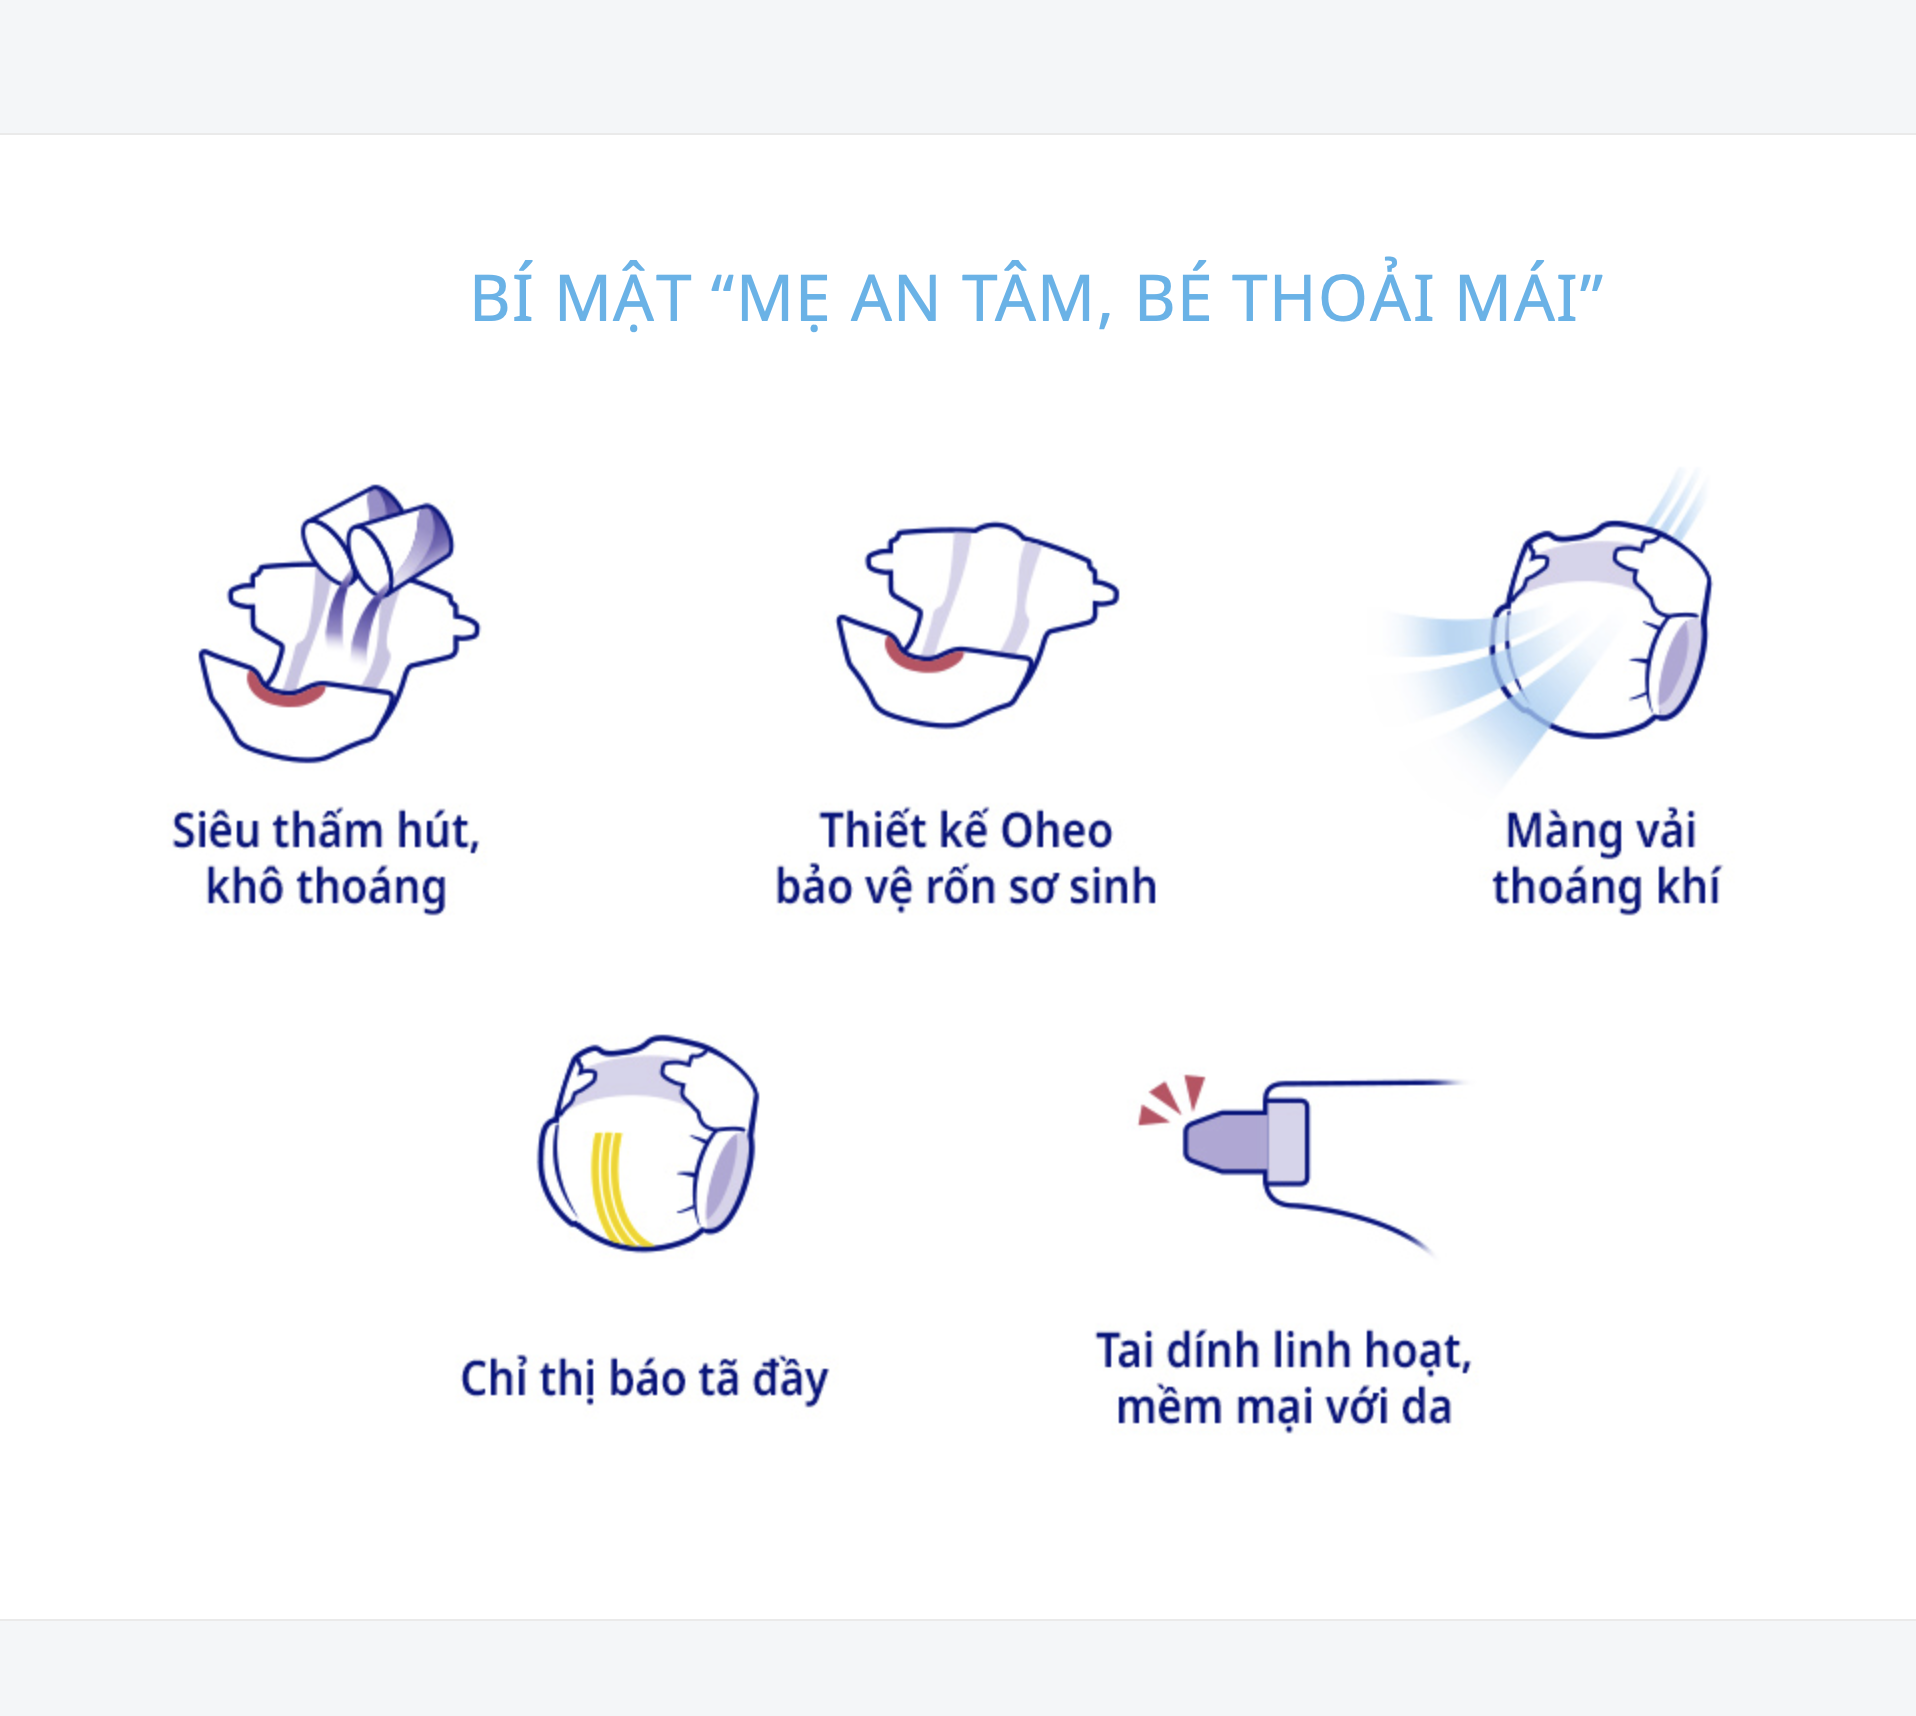 BÍ MẬT “MẸ AN TÂM, BÉ THOẢI MÁI”
Siêu thấm hút,
khô thoáng
Thiết kế Oheo
bảo vệ rốn sơ sinh
Màng vải
thoáng khí
Chỉ thị báo tã đầy
Tai dính linh hoạt,
mềm mại với da